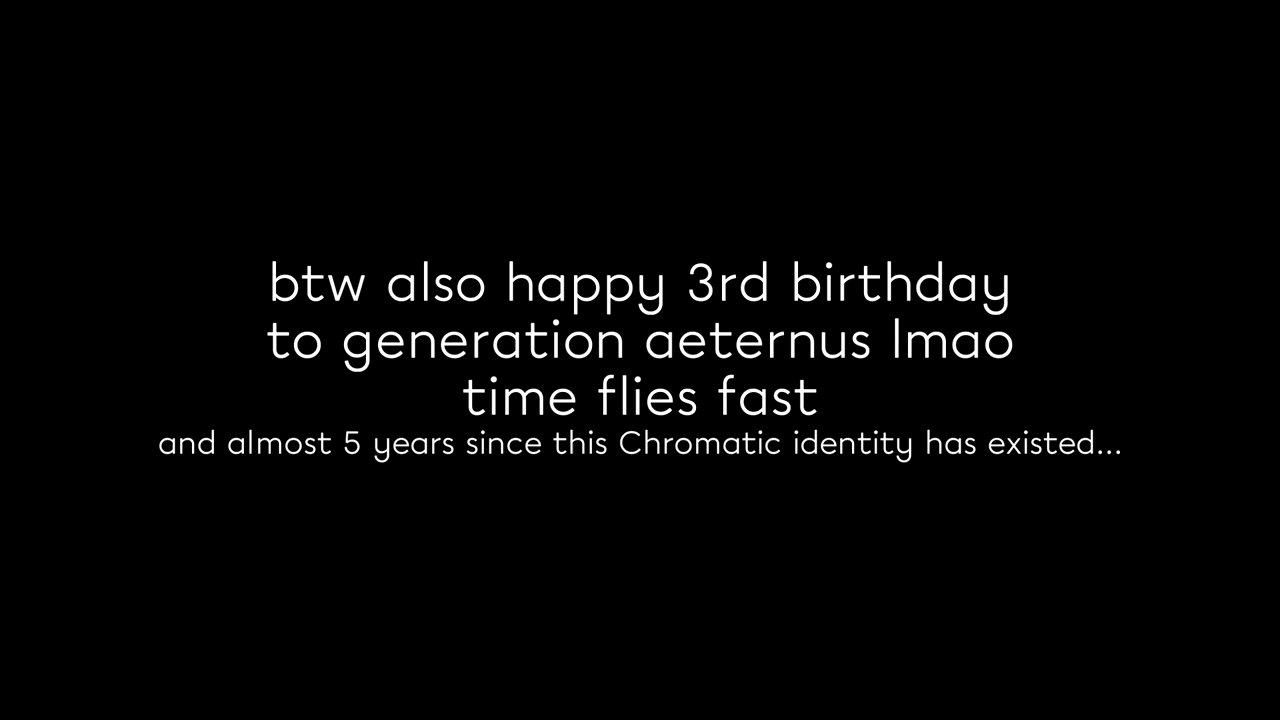 btw also happy 3rd birthday
to generation aeternus lmao
time flies fast
and almost 5 years since this Chromatic identity has existed...